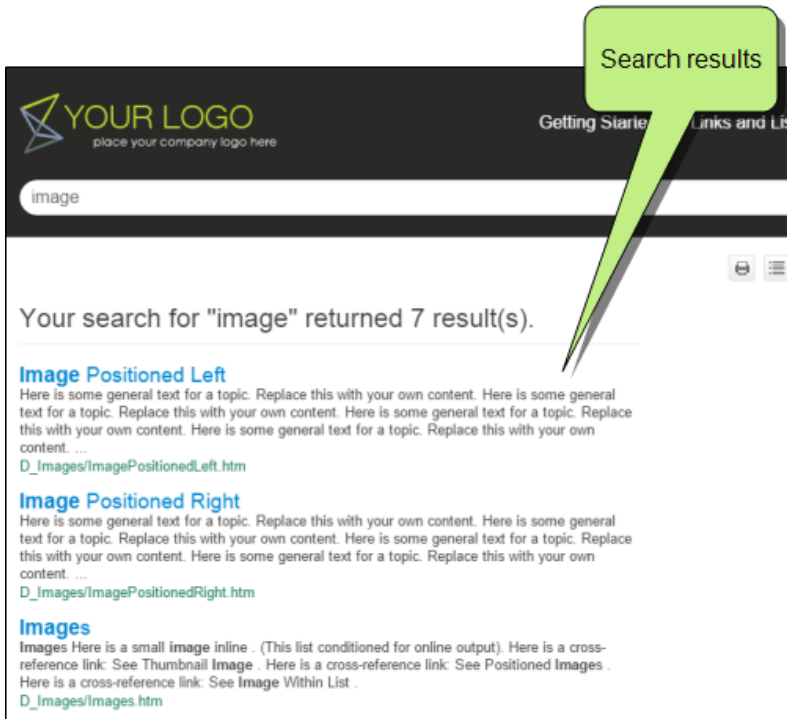 Search results
YOUR LOGO
place your company logo here
Getting Starte
Links and Lis
image
Your search for "image" returned 7 result(s).
Image Positioned Left
Here is some general text for a topic. Replace this with your own content. Here is some general
text for a topic. Replace this with your own content. Here is some general text for a topic. Replace
this with your own content. Here is some general text for a topic. Replace this with your own
content. ...
D_Images/ImagePositionedLeft.htm
Image Positioned Right
Here is some general text for a topic. Replace this with your own content. Here is some general
text for a topic. Replace this with your own content. Here is some general text for a topic. Replace
this with your own content. Here is some general text for a topic. Replace this with your own
content. ...
D_Images/ImagePositionedRight.htm
Images
Images Here is a small image inline . (This list conditioned for online output). Here is a cross-
reference link: See Thumbnail Image . Here is a cross-reference link: See Positioned Images .
Here is a cross-reference link: See Image Within List .
D_Images/Images.htm